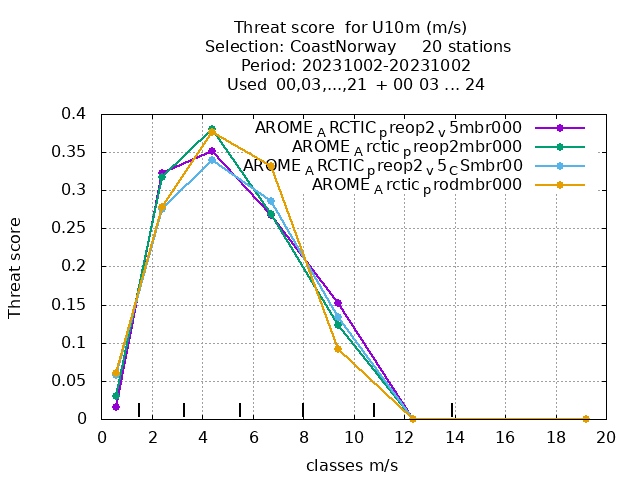 Threat score  for U10m (m/s)
Selection: CoastNorway     20 stations
Period: 20231002-20231002
Used  00,03,...,21  + 00 03 ... 24
AROME_ARCTIC_preop2_v5mbr000
AROME_Arctic_preop2mbr000
AROME_ARCTIC_preop2_v5_CSmbr00
AROME_Arctic_prodmbr000
0.4
0.35
0.3
0.25
0.2
0.15
0.1
0.05
0
Threat score
0 2 4 6 8 10 12 14 16 18 20
classes m/s